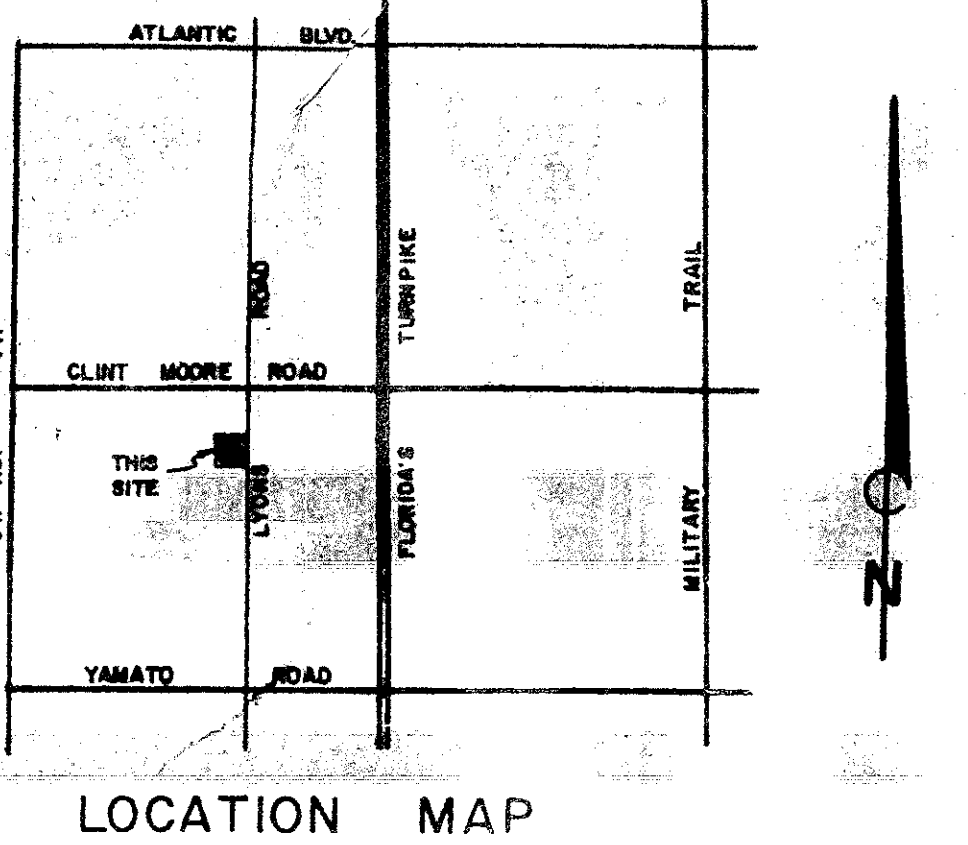 ATLANTIC BLVD.
ROAD
TURNPIKE
TRAIL
CLINT MOORE ROAD
THIS
SITE
LYONS
FLORIDA'S
MILITARY
N
YAMATO ROAD
LOCATION MAP